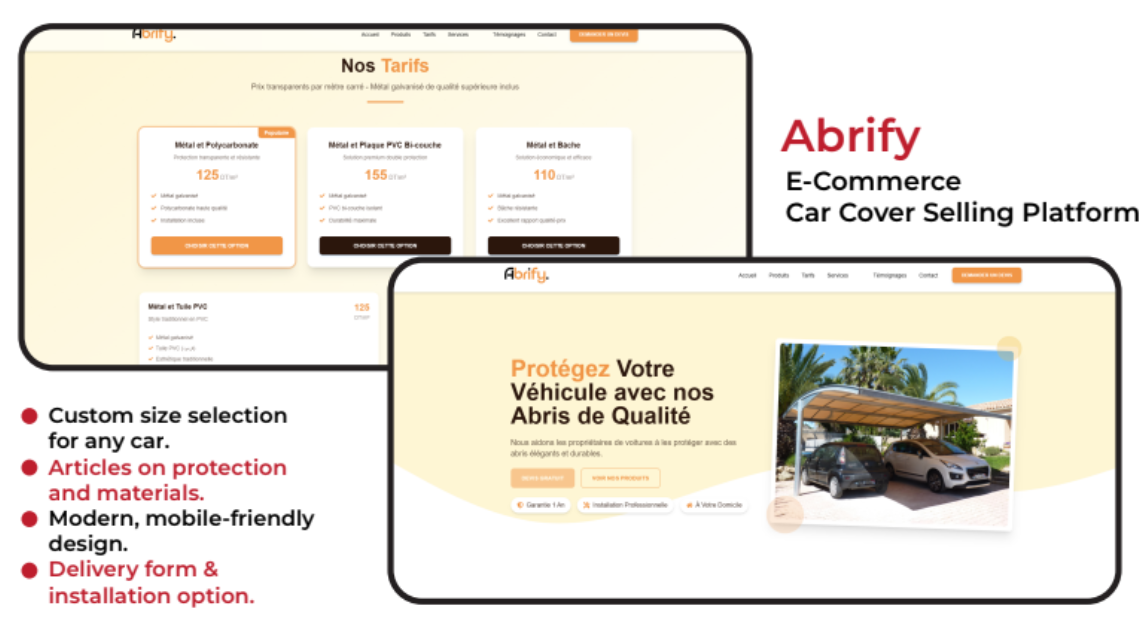 Abrify.
Accueil Produits Tarifs Services Témoignages Contact DEMANDER UN DEVIS
Nos Tarifs
Prix transparents par mètre carré - Métal galvanisé de qualité supérieure inclus
Populaire
Métal et Polycarbonate
Protection transparente et résistante
125 DT/m²
Métal galvanisé
Polycarbonate haute qualité
Installation incluse
CHOISIR CETTE OPTION
Métal et Plaque PVC Bi-couche
Solution premium double protection
155 DT/m²
Métal galvanisé
PVC bi-couche isolant
Durabilité maximale
CHOISIR CETTE OPTION
Métal et Bâche
Solution économique et efficace
110 DT/m²
Métal galvanisé
Bâche résistante
Excellent rapport qualité-prix
CHOISIR CETTE OPTION
Métal et Tuile PVC
125
DT/m²
Style traditionnel en PVC
Métal galvanisé
Tuile PVC
Esthétique traditionnelle
Abrify
E-Commerce
Car Cover Selling Platform
Abrify.
Accueil Produits Tarifs Services Témoignages Contact DEMANDER UN DEVIS
Protégez Votre
Véhicule avec nos
Abris de Qualité
Nous aidons les propriétaires de voitures à les protéger avec des
abris élégants et durables.
DEVIS GRATUIT VOIR NOS PRODUITS
Garantie 1 An Installation Professionnelle À Votre Domicile
Custom size selection
for any car.
Articles on protection
and materials.
Modern, mobile-friendly
design.
Delivery form &
installation option.